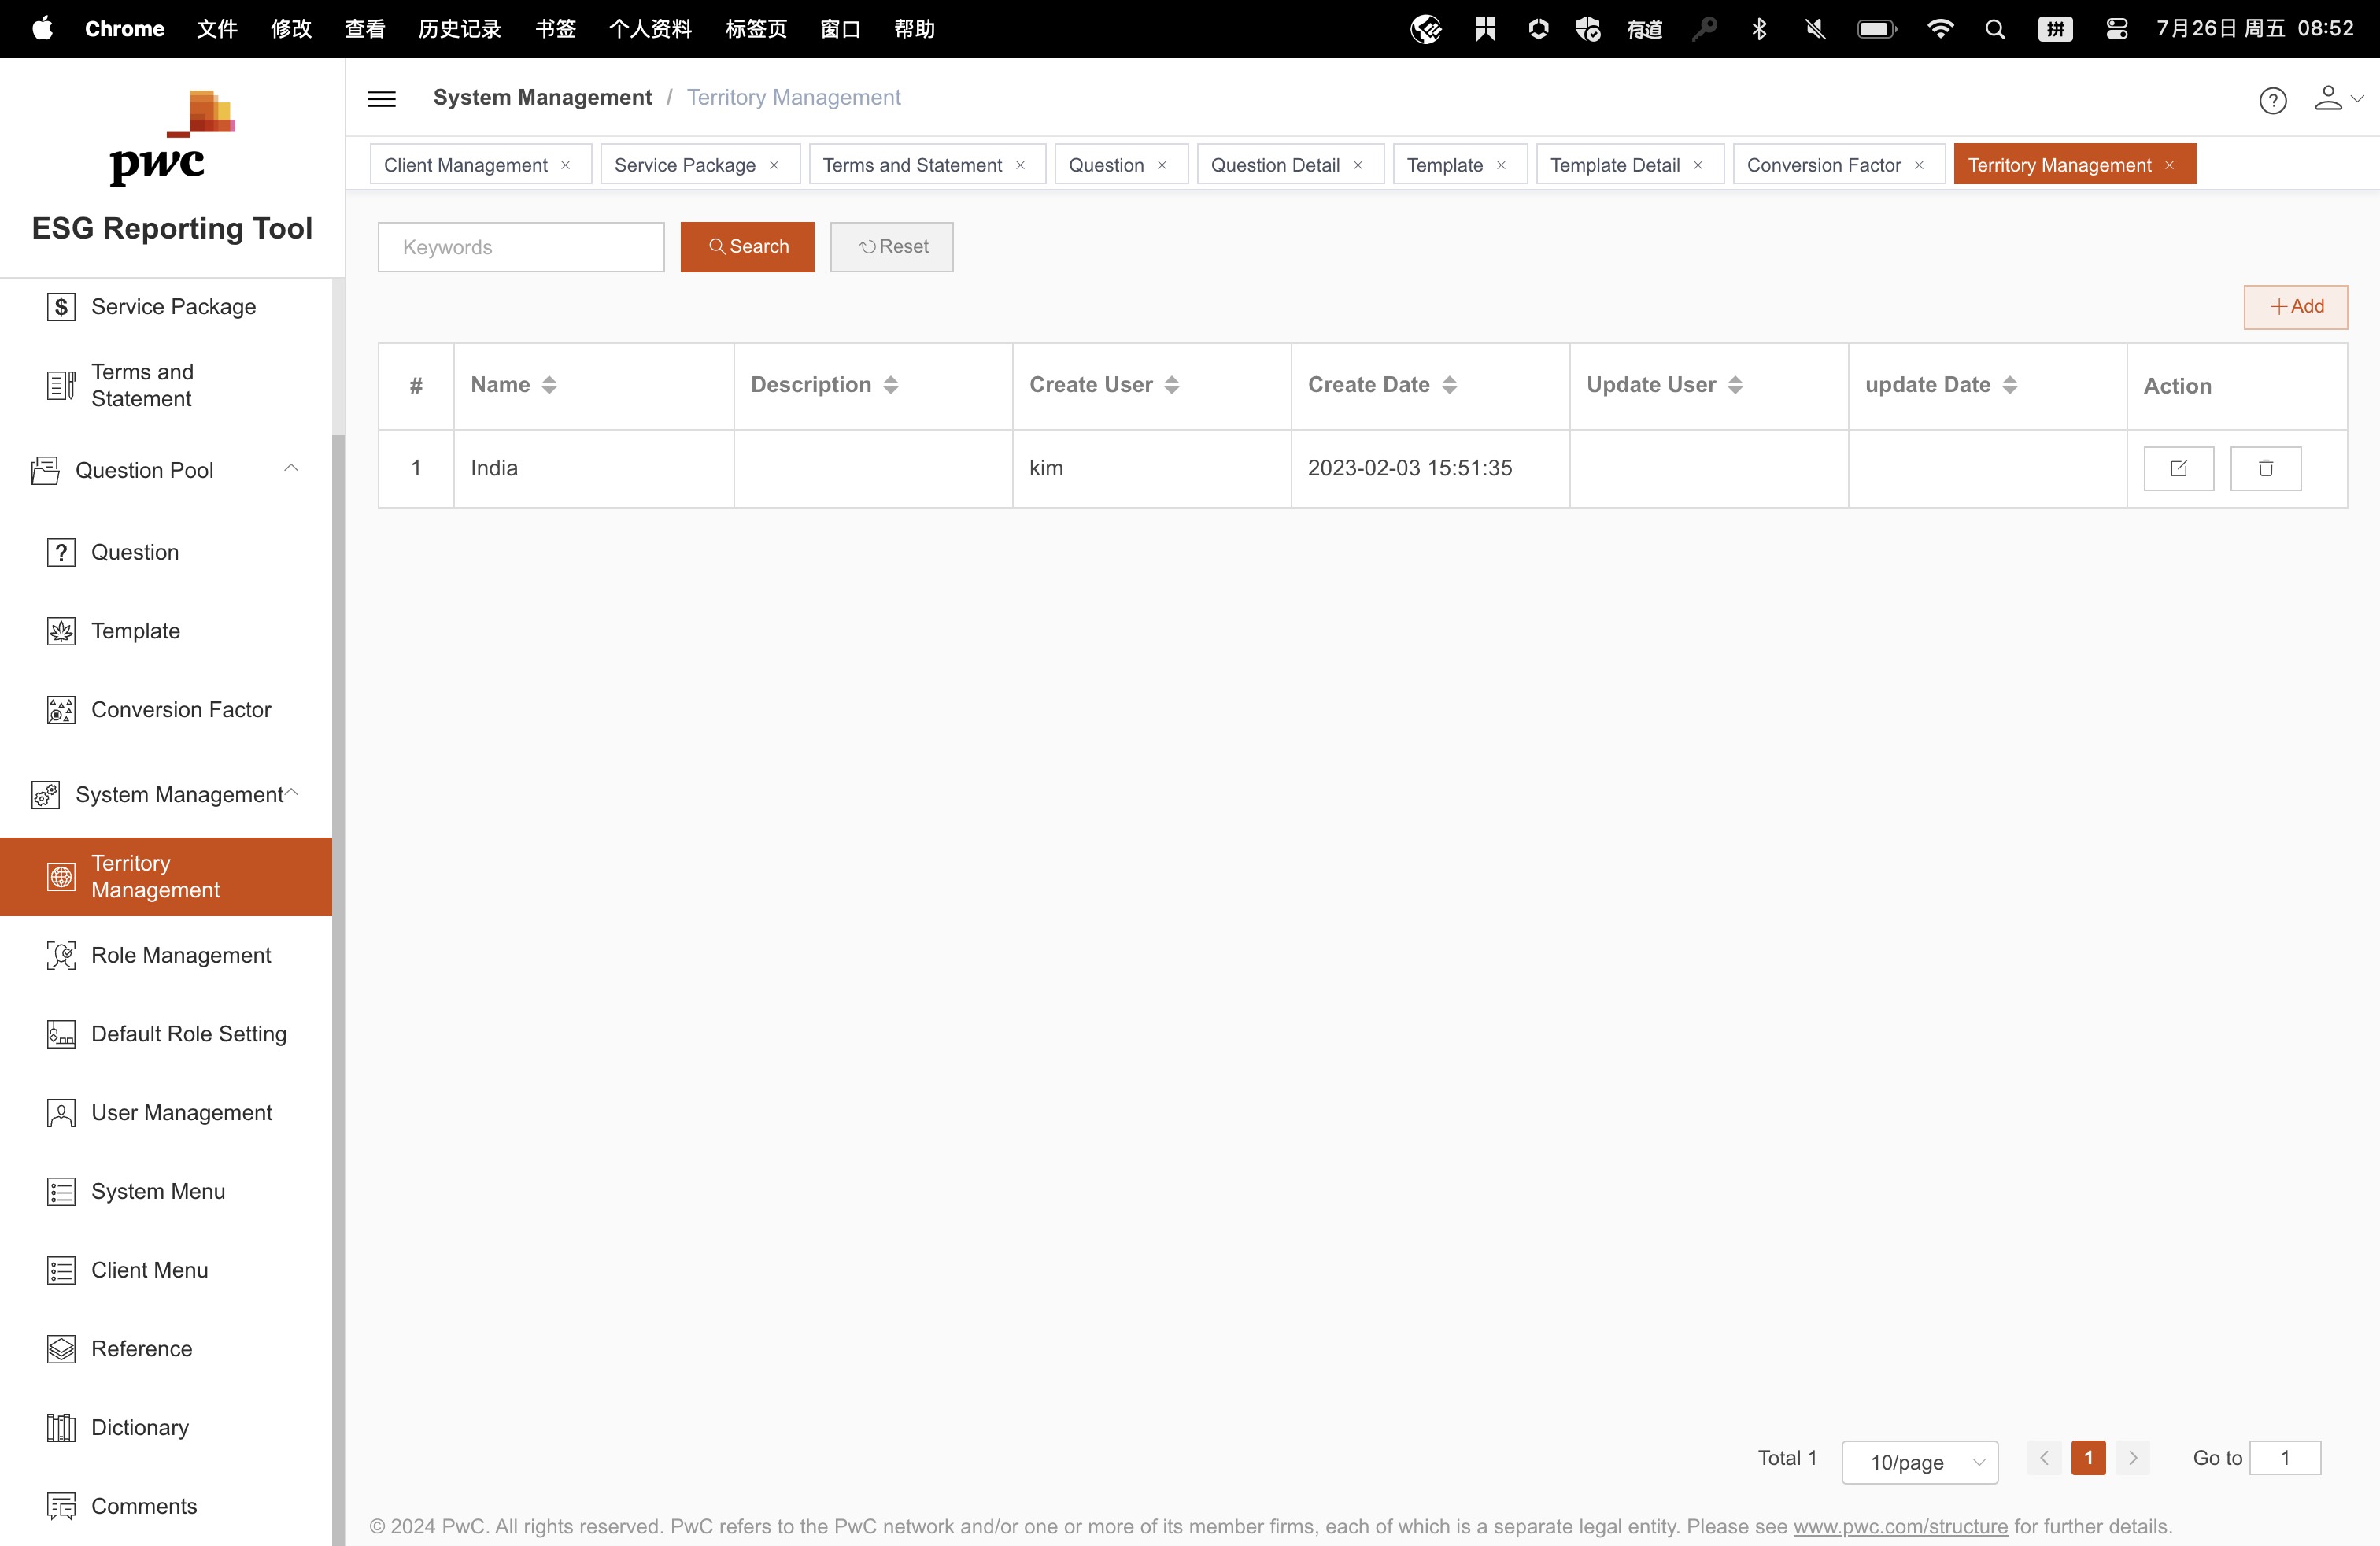 Chrome 文件 修改 查看 历史记录 书签 个人资料 标签页 窗口 帮助 有道 拼 7月26日 周五 08:52
pwc
ESG Reporting Tool
Service Package
Terms and
Statement
Question Pool
Question
Template
Conversion Factor
System Management
Territory
Management
Role Management
Default Role Setting
User Management
System Menu
Client Menu
Reference
Dictionary
Comments
System Management / Territory Management
Client Management × Service Package × Terms and Statement × Question × Question Detail × Template × Template Detail × Conversion Factor × Territory Management ×
Keywords Search Reset
+Add
# Name Description Create User Create Date Update User update Date Action
1 India kim 2023-02-03 15:51:35
Total 1 10/page < 1 > Go to 1
© 2024 PwC. All rights reserved. PwC refers to the PwC network and/or one or more of its member firms, each of which is a separate legal entity. Please see www.pwc.com/structure for further details.